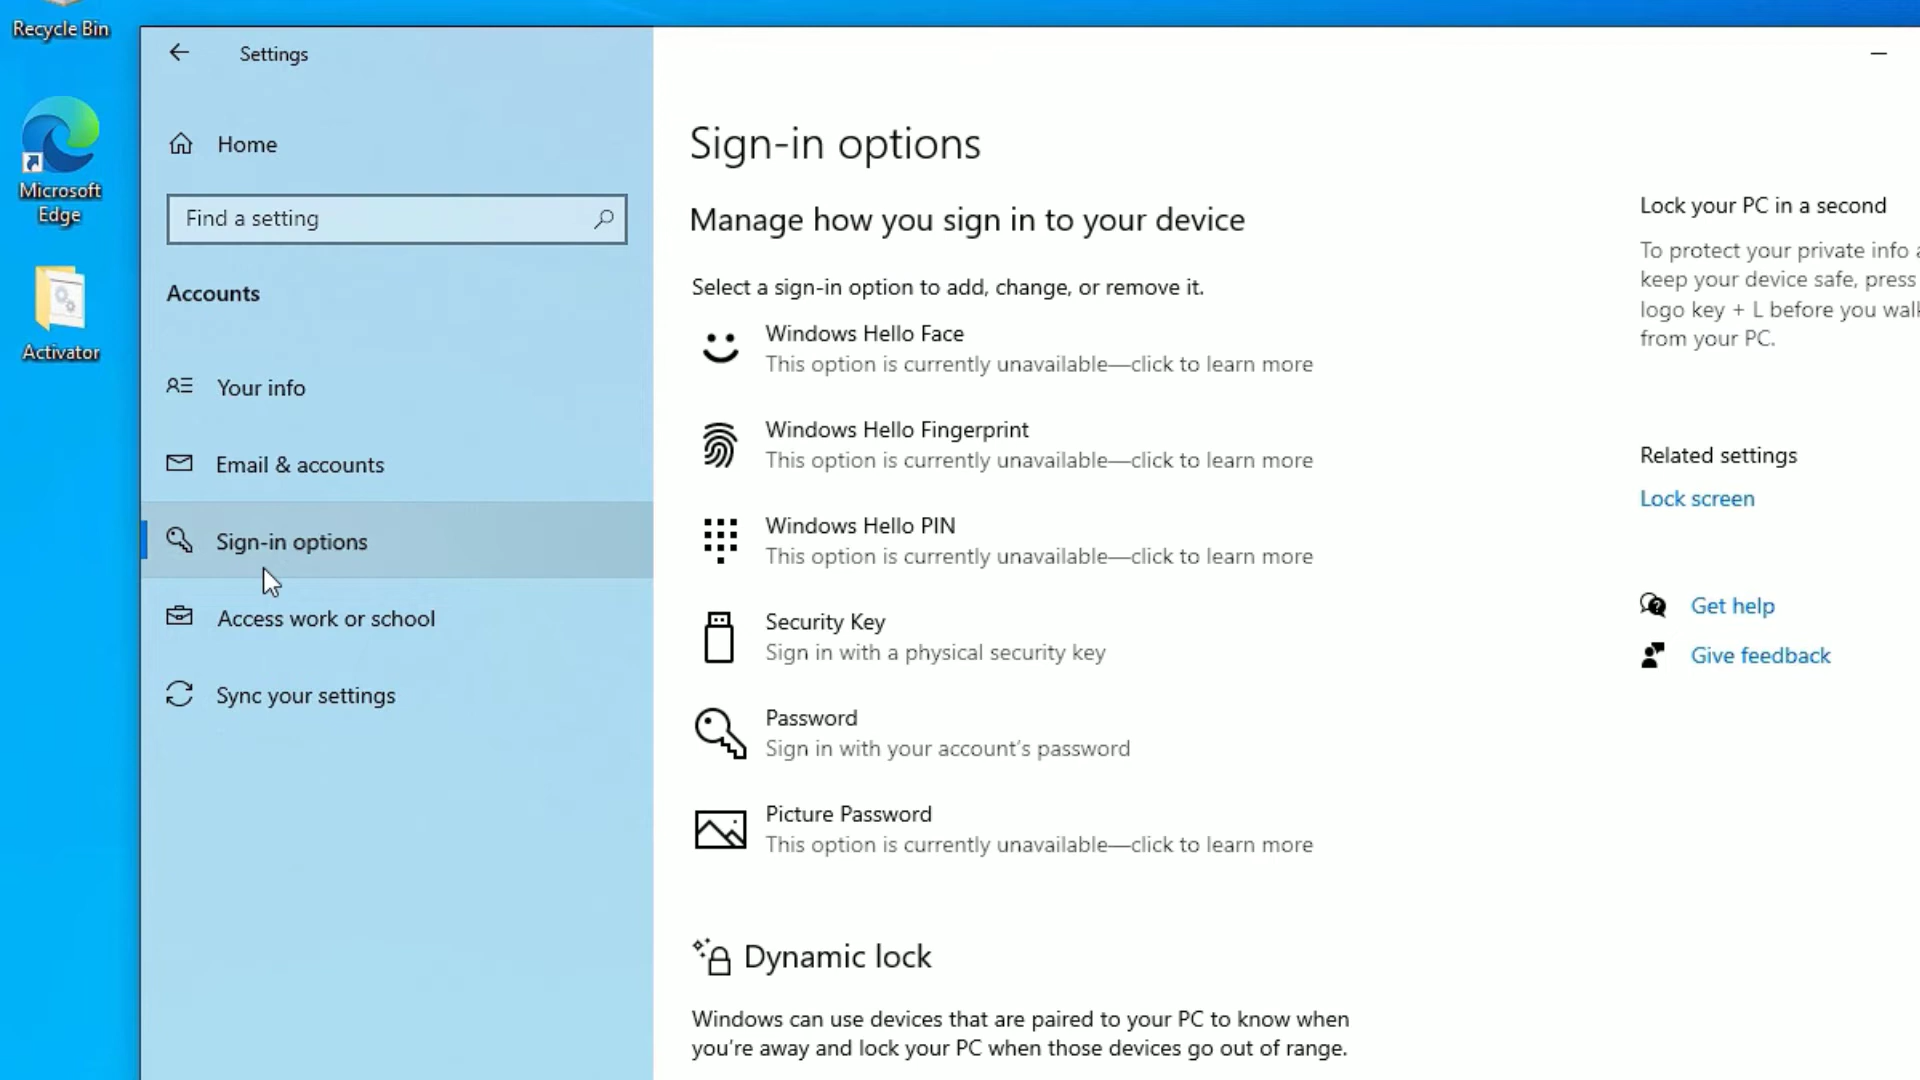 Recycle Bin
Microsoft
Edge
Activator
Settings
Home
Find a setting
Accounts
Your info
Email & accounts
Sign-in options
Access work or school
Sync your settings
Sign-in options
Manage how you sign in to your device
Select a sign-in option to add, change, or remove it.
Windows Hello Face
This option is currently unavailable—click to learn more
Windows Hello Fingerprint
This option is currently unavailable—click to learn more
Windows Hello PIN
This option is currently unavailable—click to learn more
Security Key
Sign in with a physical security key
Password
Sign in with your account's password
Picture Password
This option is currently unavailable—click to learn more
Dynamic lock
Windows can use devices that are paired to your PC to know when
you're away and lock your PC when those devices go out of range.
Lock your PC in a second
To protect your private info
keep your device safe, press
logo key + L before you
from your PC.
Related settings
Lock screen
Get help
Give feedback